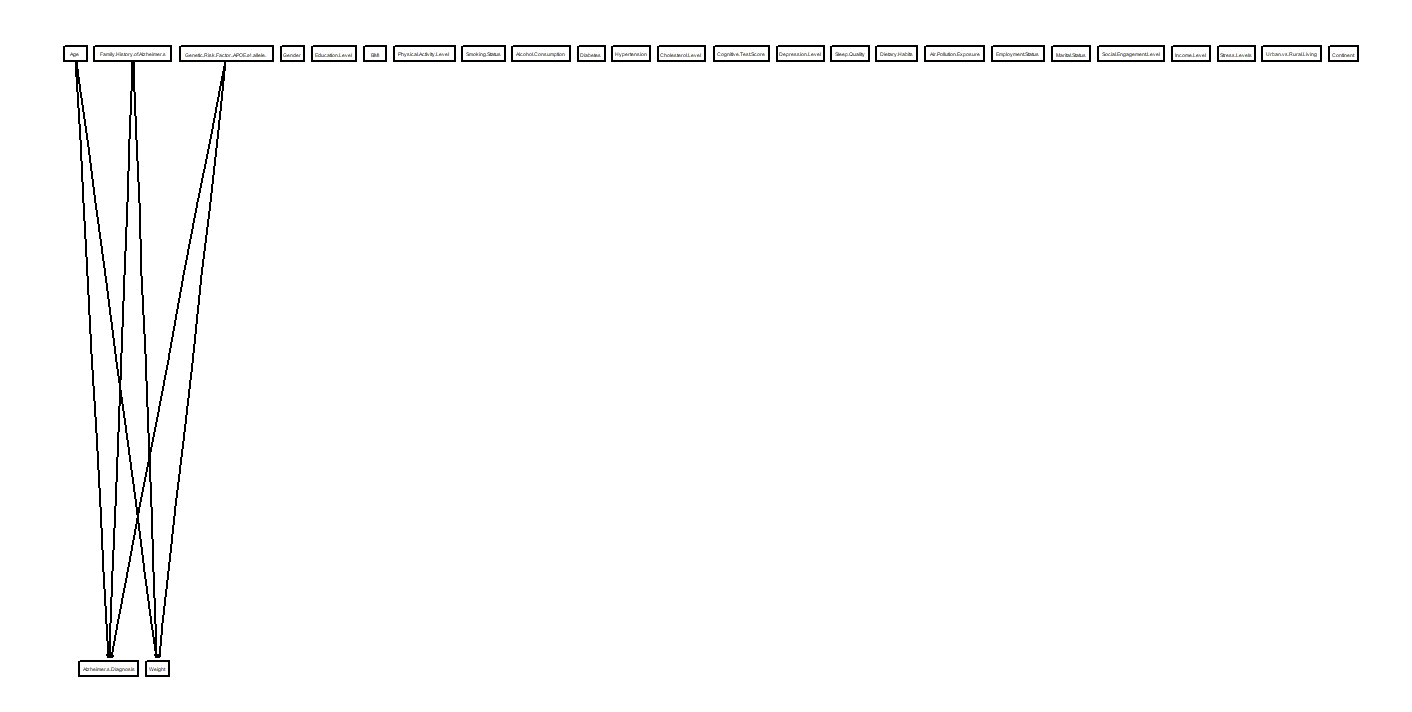 Age
Family.History.of.Alzheimer.s
Genetic.Risk.Factor..APOE.e4.allele.
Gender
Education.Level
BMI
Physical.Activity.Level
Smoking.Status
Alcohol.Consumption
Diabetes
Hypertension
Cholesterol.Level
Cognitive.Test.Score
Depression.Level
Sleep.Quality
Dietary.Habits
Air.Pollution.Exposure
Employment.Status
Marital.Status
Social.Engagement.Level
Income.Level
Stress.Levels
Urban.vs.Rural.Living
Continent
Alzheimer.s.Diagnosis
Weight